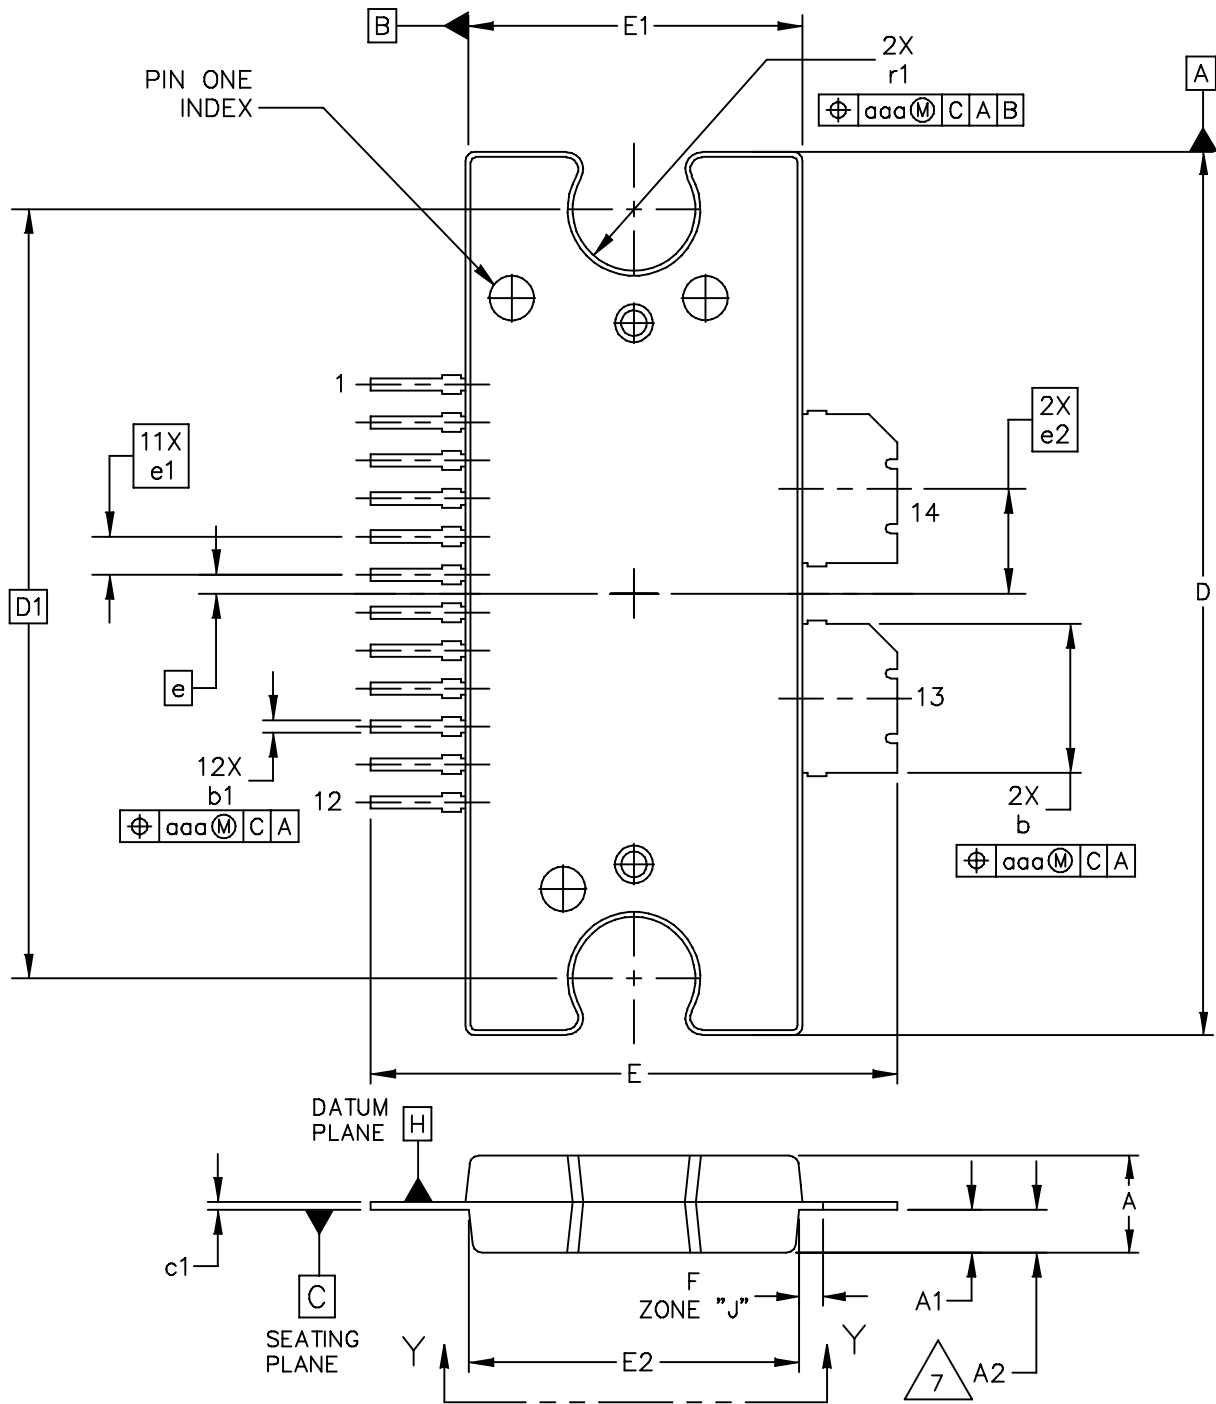 B
E1
2X
r1
⌖ aaa Ⓜ C A B
A
PIN ONE
INDEX
1
11X
e1
2X
e2
14
D1
D
e
13
12X
b1
⌖ aaa Ⓜ C A
12
2X
b
⌖ aaa Ⓜ C A
E
DATUM
PLANE
H
A
c1
C
SEATING
PLANE
F
ZONE "J"
A1
Y
Y
E2
7
A2